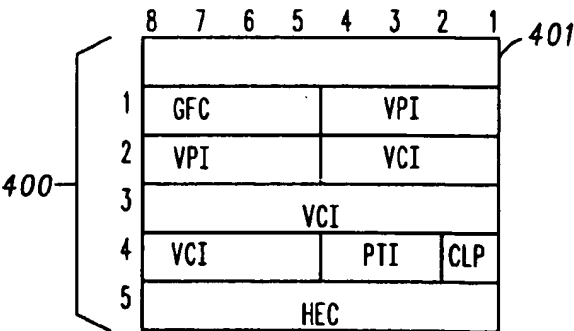 8 7 6 5 4 3 2 1
401
1 GFC VPI
2 VPI VCI
400
3 VCI
4 VCI PTI CLP
5 HEC